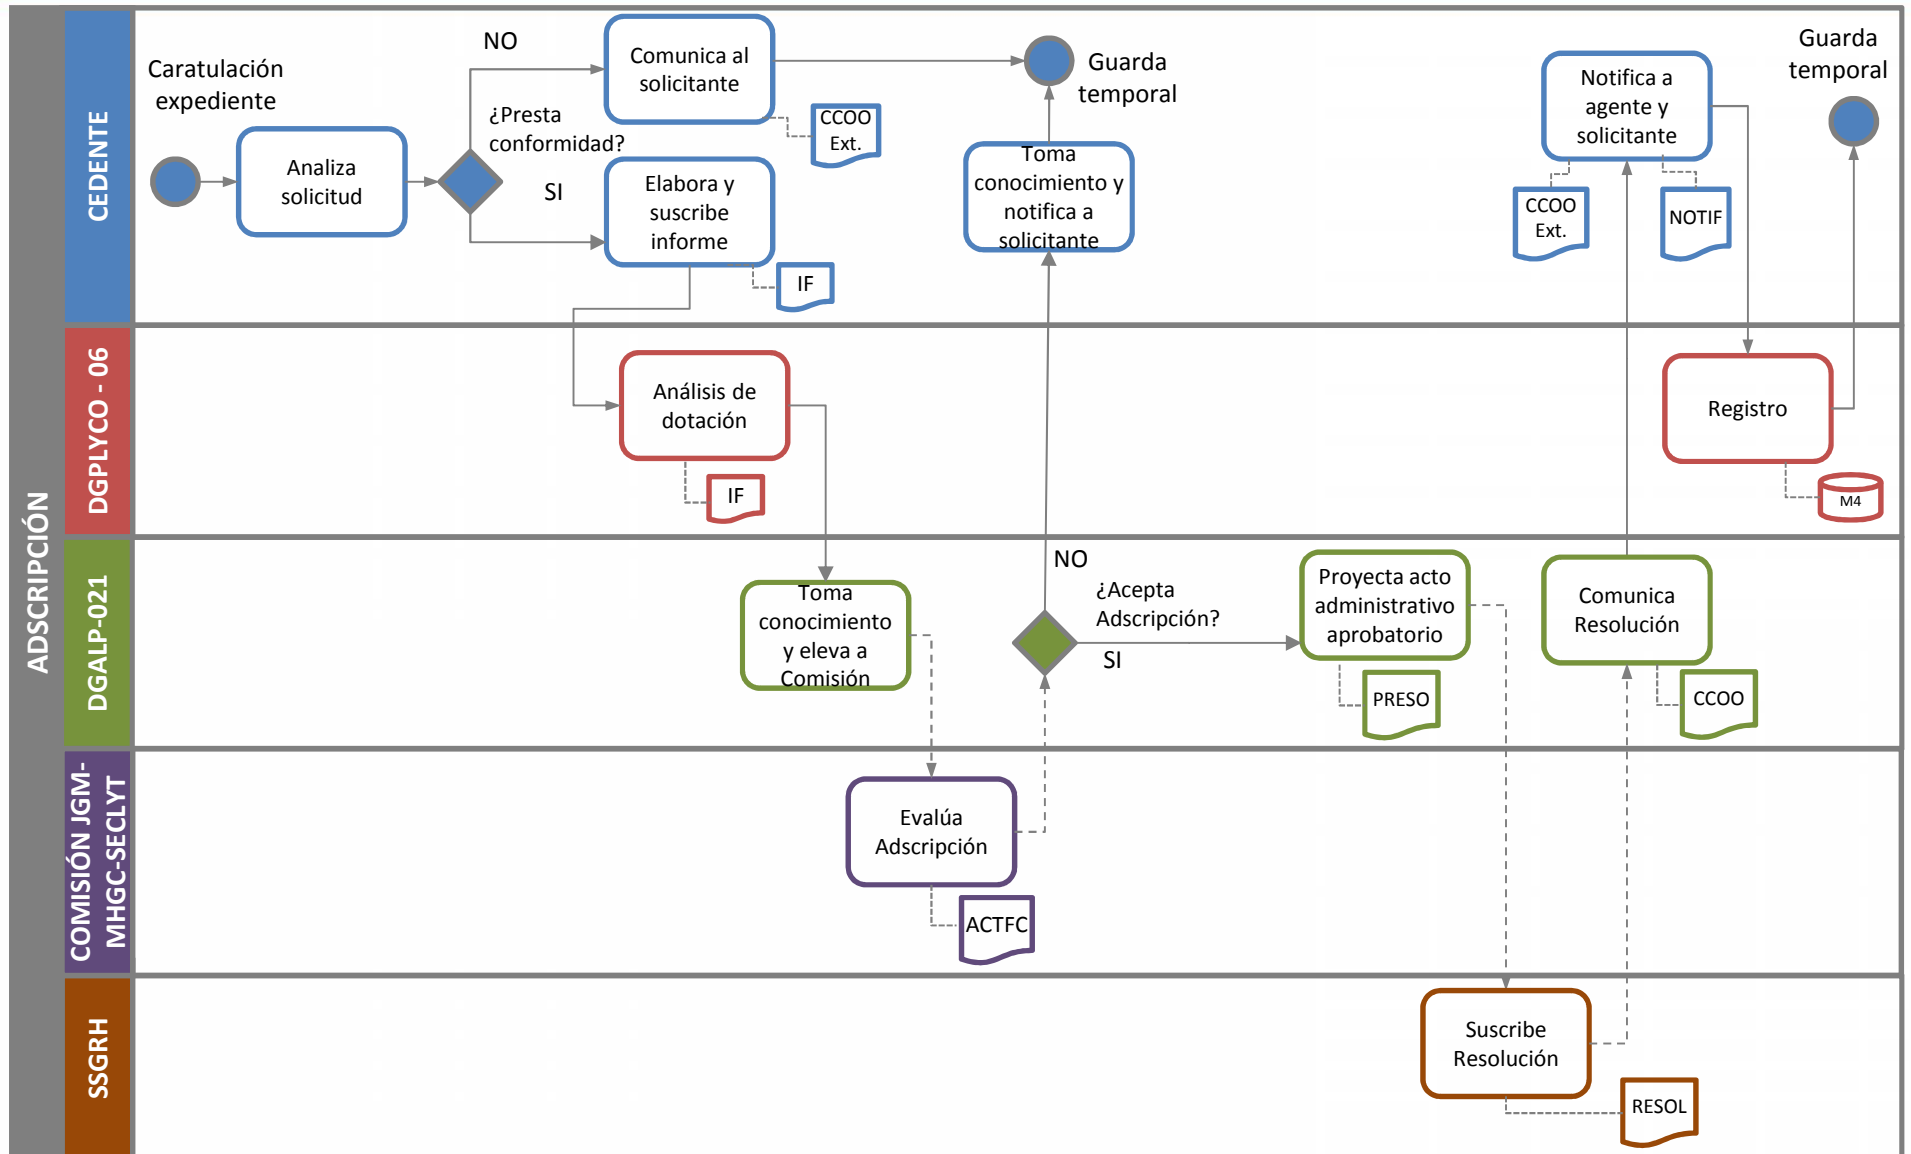 ADSCRIPCIÓN
CEDENTE
Caratulación
expediente
Analiza
solicitud
NO
¿Presta
conformidad?
SI
Comunica al
solicitante
CCOO
Ext.
Elabora y
suscribe
informe
IF
Guarda
temporal
Toma
conocimiento y
notifica a
solicitante
Notifica a
agente y
solicitante
CCOO
Ext.
NOTIF
Guarda
temporal
DGPLYCO - 06
Análisis de
dotación
IF
Registro
M4
DGALP-021
Toma
conocimiento
y eleva a
Comisión
NO
¿Acepta
Adscripción?
SI
Proyecta acto
administrativo
aprobatorio
PRESO
Comunica
Resolución
CCOO
COMISIÓN JGM-
MHGC-SECLYT
Evalúa
Adscripción
ACTFC
SSGRH
Suscribe
Resolución
RESOL